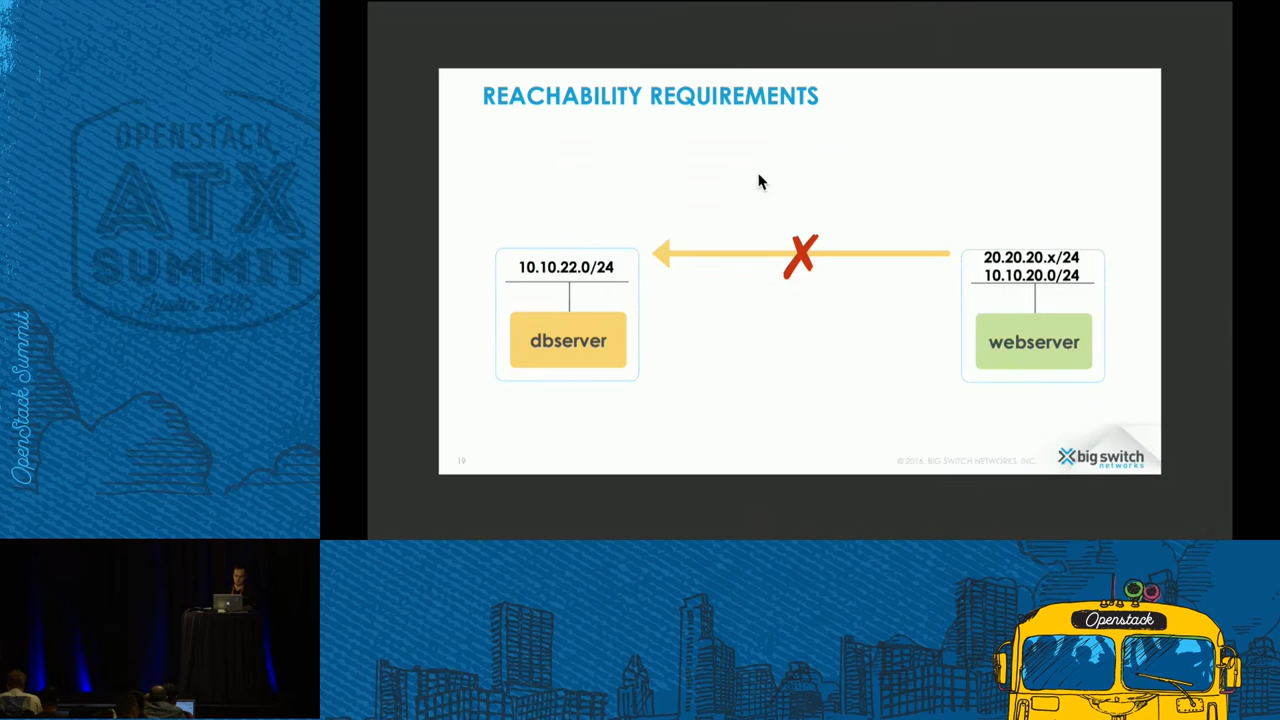 OPENSTACK
ATX
SUMMIT
Austin 2016
OpenStack Summit
REACHABILITY REQUIREMENTS
10.10.22.0/24
dbserver
20.20.20.x/24
10.10.20.0/24
webserver
19
© 2016, BIG SWITCH NETWORKS, INC.
big switch
networks
Openstack